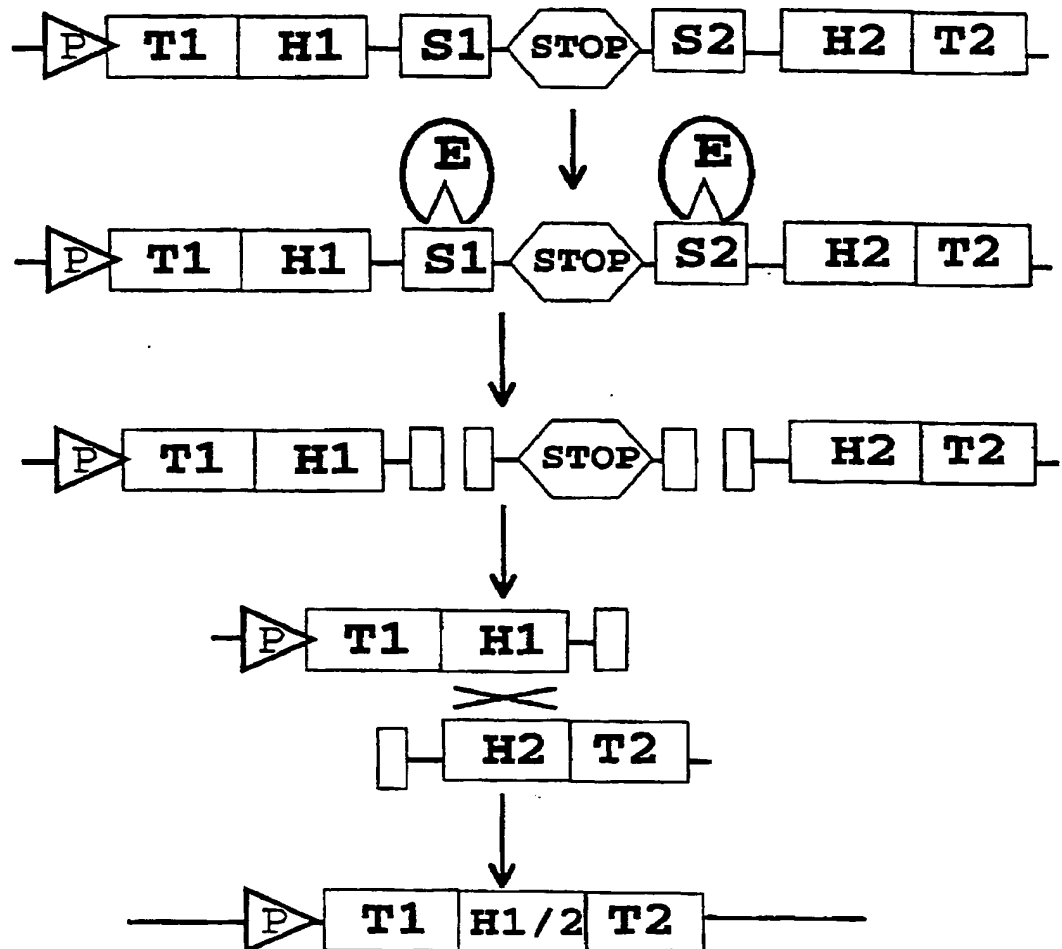 P T1 H1 S1 STOP S2 H2 T2
E E
P T1 H1 S1 STOP S2 H2 T2
P T1 H1 STOP H2 T2
P T1 H1
H2 T2
P T1 H1/2 T2